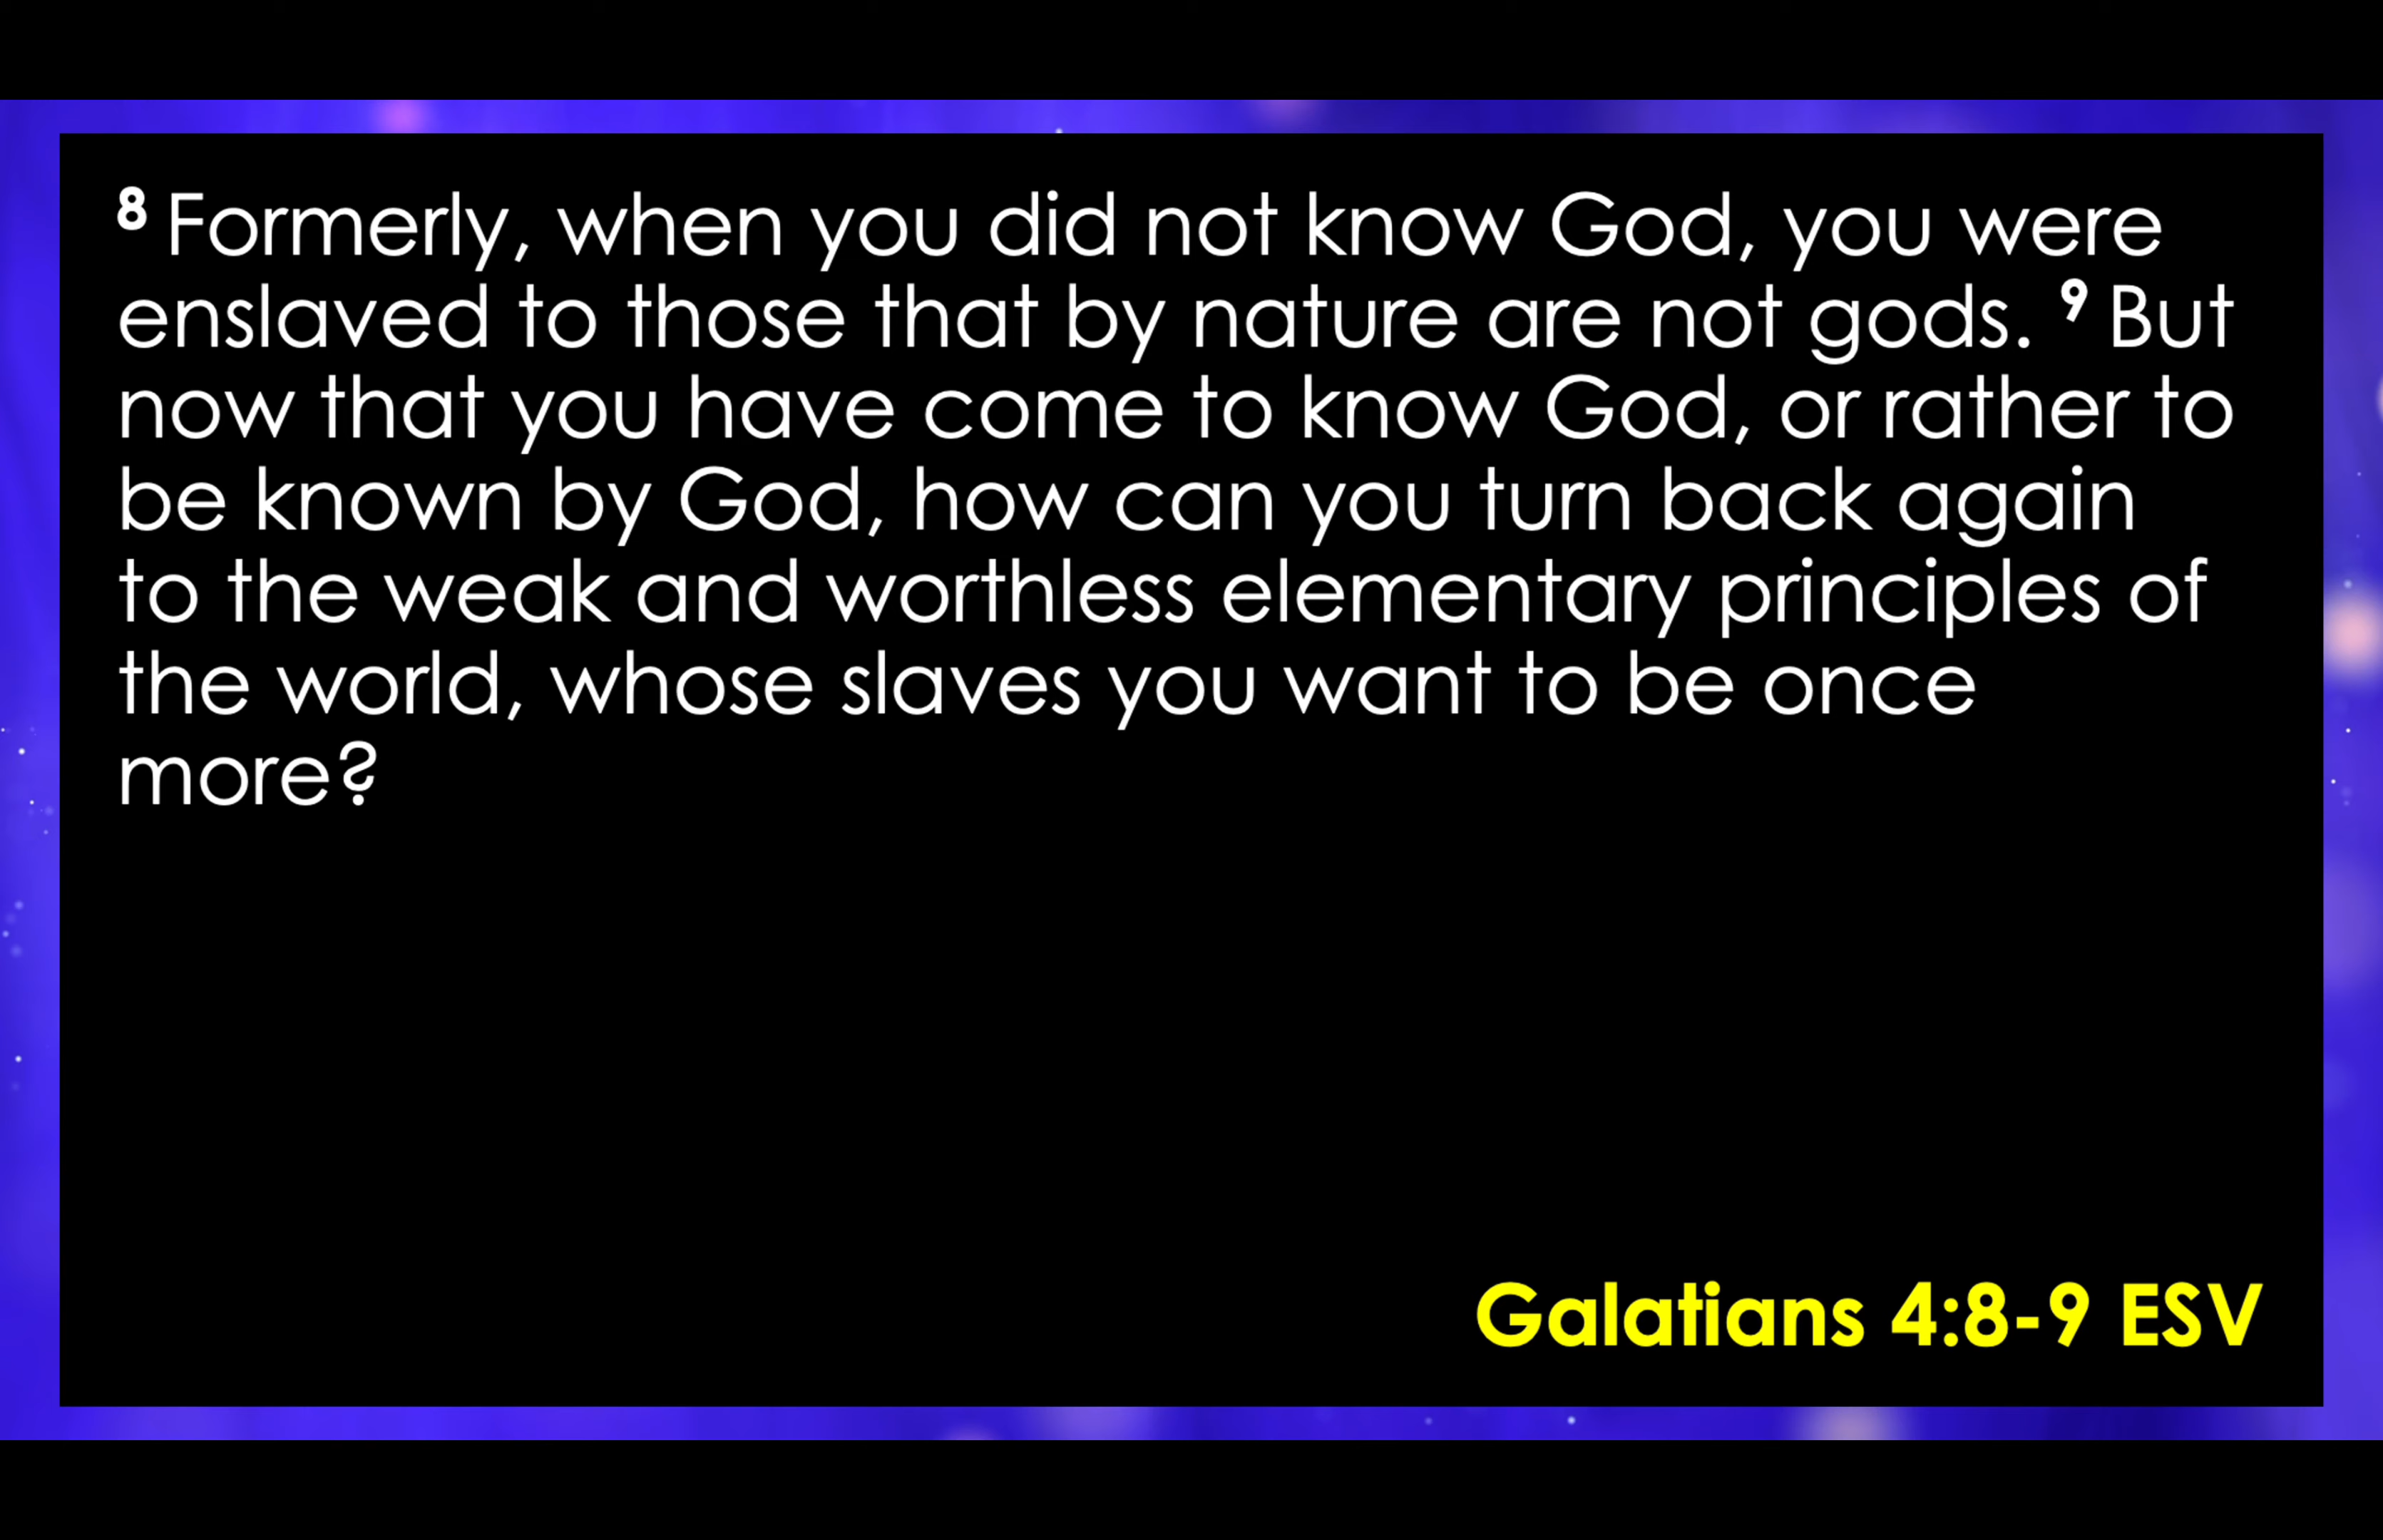 8 Formerly, when you did not know God, you were
enslaved to those that by nature are not gods. 9 But
now that you have come to know God, or rather to
be known by God, how can you turn back again
to the weak and worthless elementary principles of
the world, whose slaves you want to be once
more?
Galatians 4:8-9 ESV